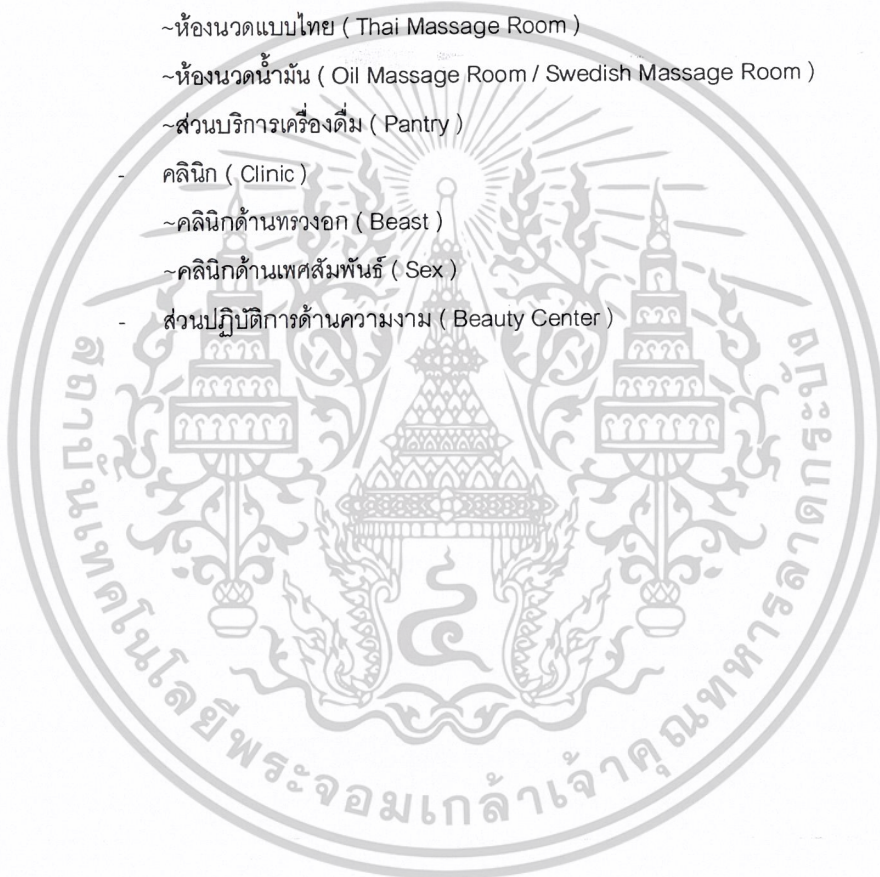 ~ห้องนวดแบบไทย ( Thai Massage Room )
~ห้องนวดน้ำมัน ( Oil Massage Room / Swedish Massage Room )
~ส่วนบริการเครื่องดื่ม ( Pantry )
- คลินิก ( Clinic )
~คลินิกด้านทรวงอก ( Beast )
~คลินิกด้านเพศสัมพันธ์ ( Sex )
- ส่วนปฏิบัติการด้านความงาม ( Beauty Center )
สถาบันเทคโนโลยีพระจอมเกล้าเจ้าคุณทหารลาดกระบัง